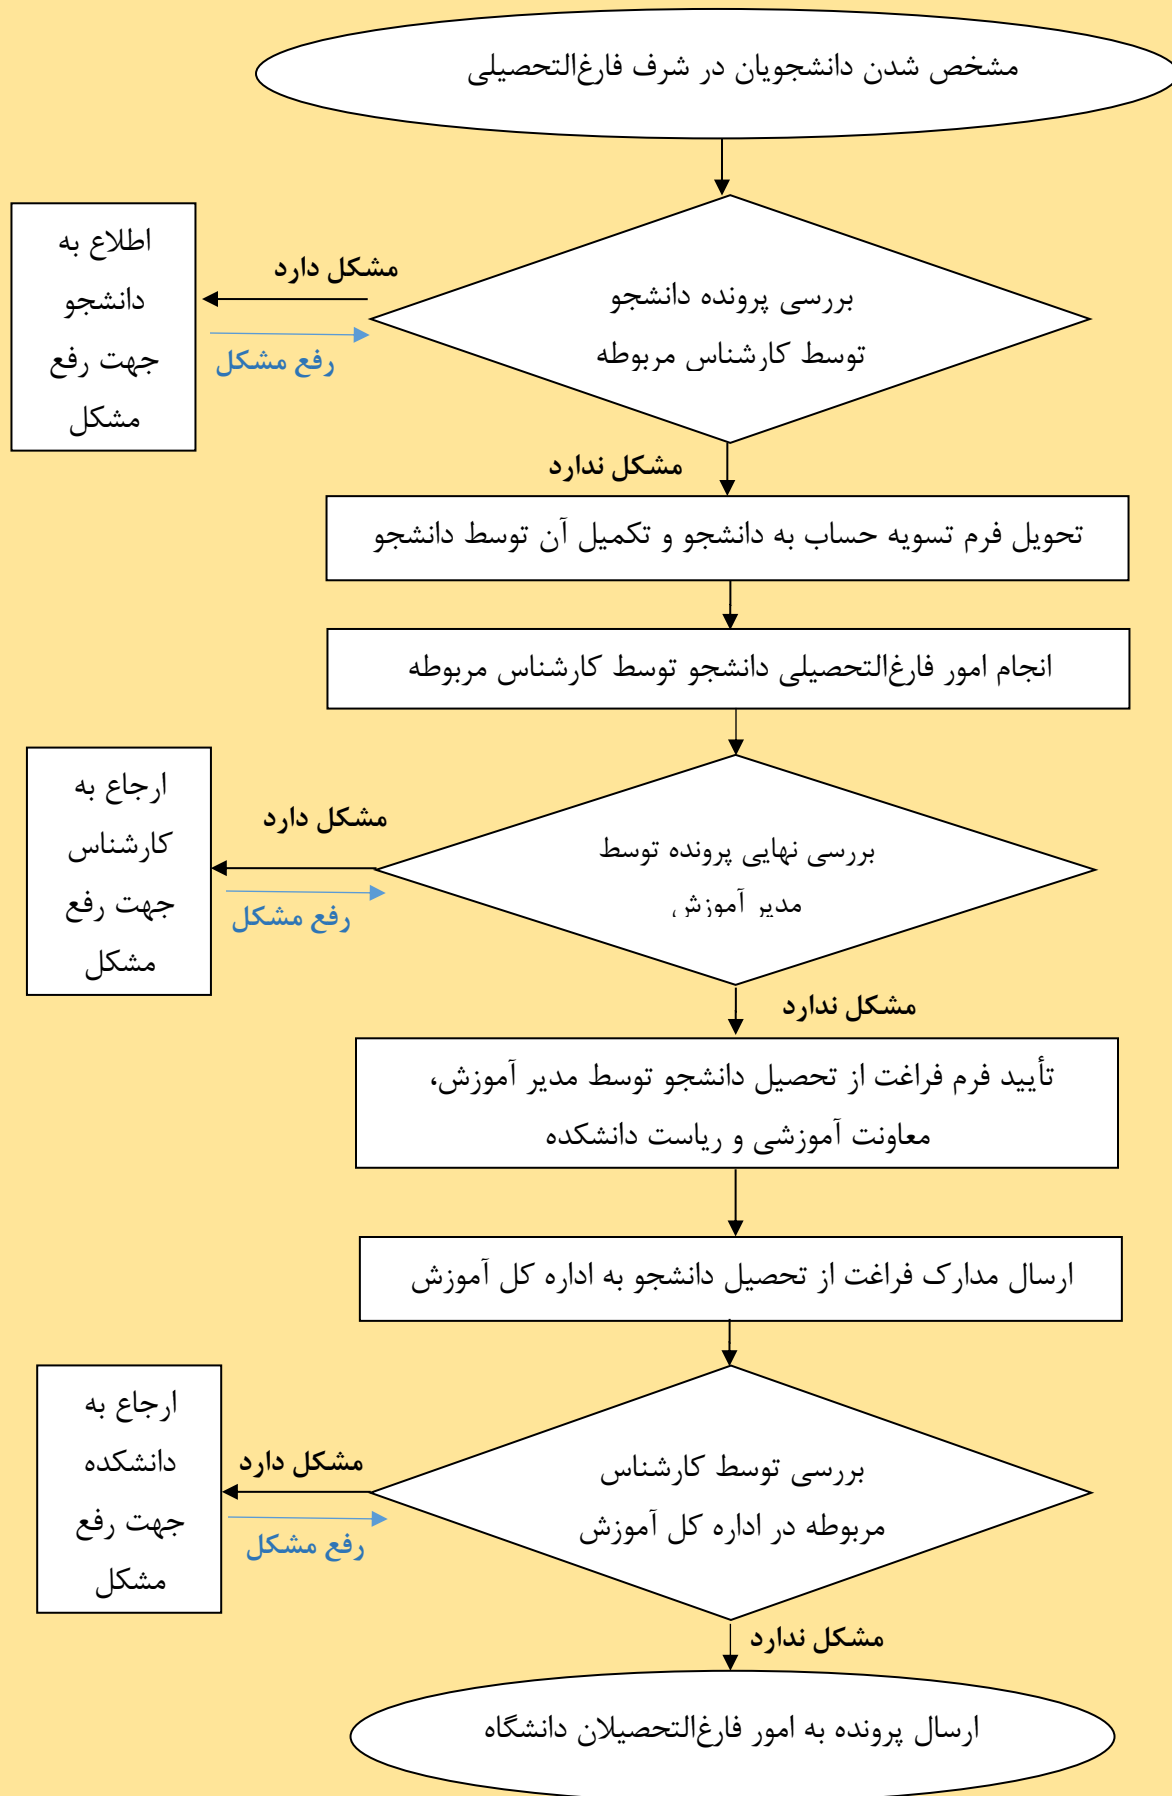 مشخص شدن دانشجویان در شرف فارغ‌التحصیلی
بررسی پرونده دانشجو
توسط کارشناس مربوطه
مشکل دارد
رفع مشکل
اطلاع به
دانشجو
جهت رفع
مشکل
مشکل ندارد
تحویل فرم تسویه حساب به دانشجو و تکمیل آن توسط دانشجو
انجام امور فارغ‌التحصیلی دانشجو توسط کارشناس مربوطه
بررسی نهایی پرونده توسط
مدیر آموزش
مشکل دارد
رفع مشکل
ارجاع به
کارشناس
جهت رفع
مشکل
مشکل ندارد
تأیید فرم فراغت از تحصیل دانشجو توسط مدیر آموزش،
معاونت آموزشی و ریاست دانشکده
ارسال مدارک فراغت از تحصیل دانشجو به اداره کل آموزش
بررسی توسط کارشناس
مربوطه در اداره کل آموزش
مشکل دارد
رفع مشکل
ارجاع به
دانشکده
جهت رفع
مشکل
مشکل ندارد
ارسال پرونده به امور فارغ‌التحصیلان دانشگاه